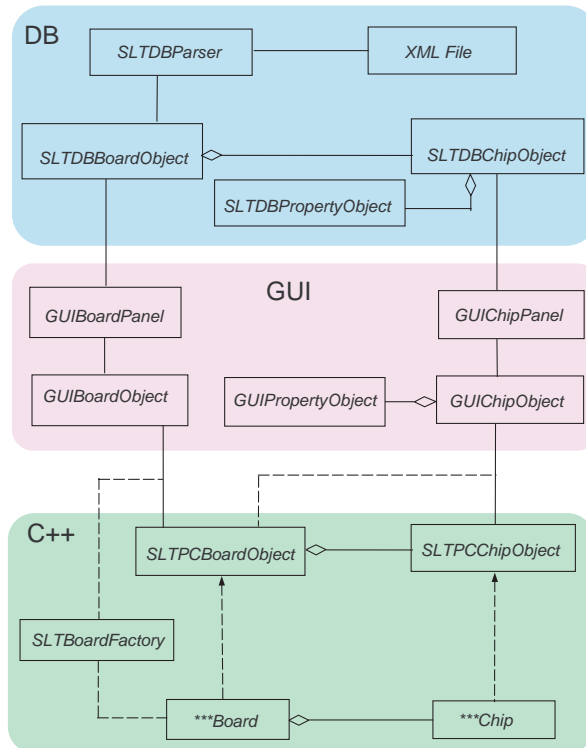 DB
SLTDBParser
XML File
SLTDBBoardObject
SLTDBChipObject
SLTDBPropertyObject
GUI
GUIBoardPanel
GUIChipPanel
GUIBoardObject
GUIPropertyObject
GUIChipObject
C++
SLTPCBoardObject
SLTPCChipObject
SLTBoardFactory
***Board
***Chip